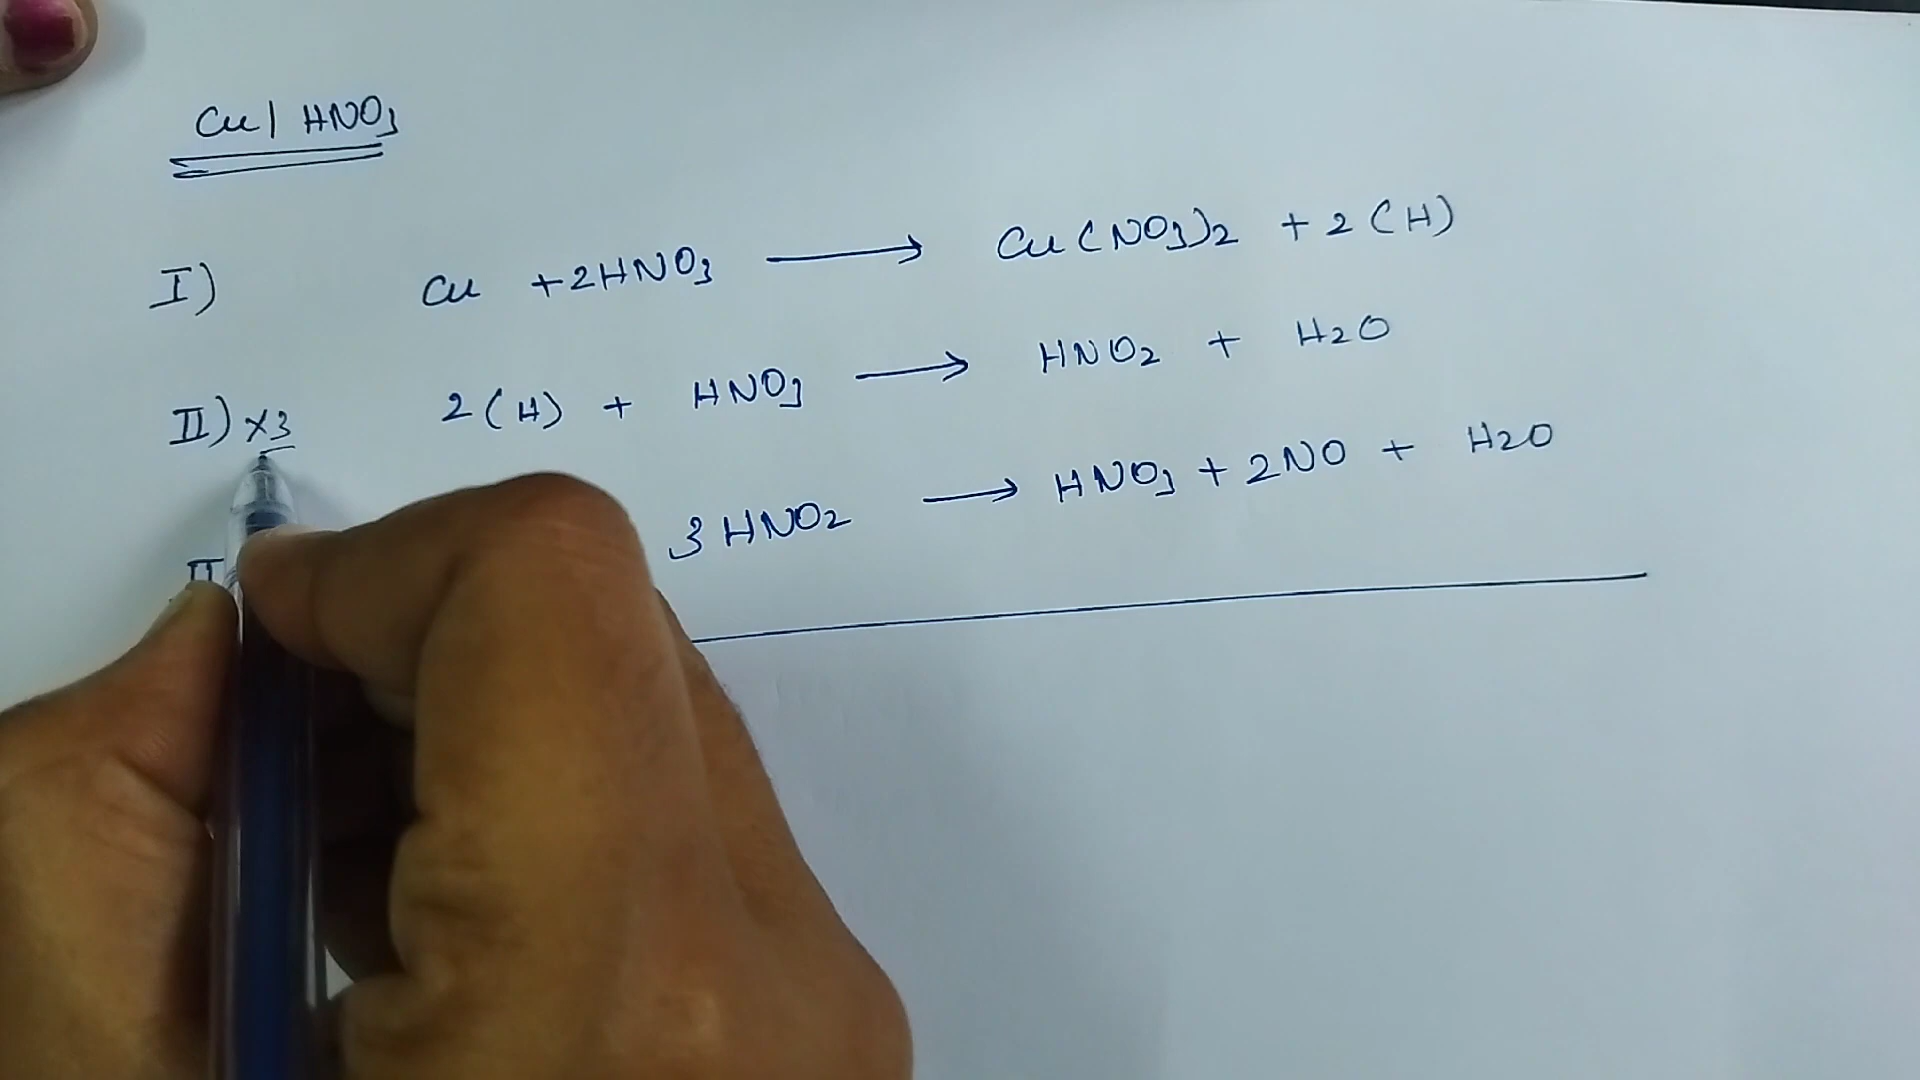 Cu | HNO3
I) Cu + 2HNO3 ⟶ Cu(NO3)2 + 2(H)
II) ×3 2(H) + HNO3 ⟶ HNO2 + H2O
3HNO2 ⟶ HNO3 + 2NO + H2O